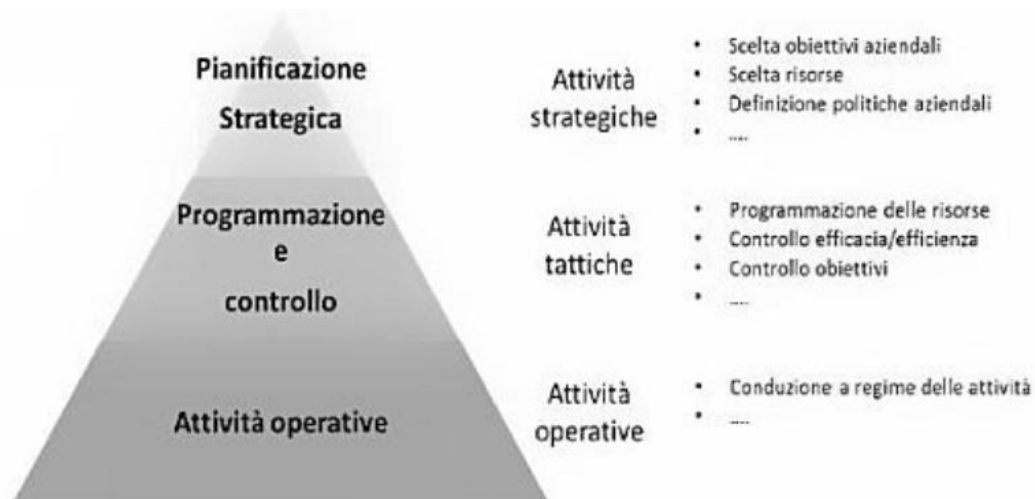 Pianificazione
Strategica
Attività
strategiche
• Scelta obiettivi aziendali
• Scelta risorse
• Definizione politiche aziendali
• ....
Programmazione
e
controllo
Attività
tattiche
• Programmazione delle risorse
• Controllo efficacia/efficienza
• Controllo obiettivi
• ....
Attività operative
Attività
operative
• Conduzione a regime delle attività
• ....